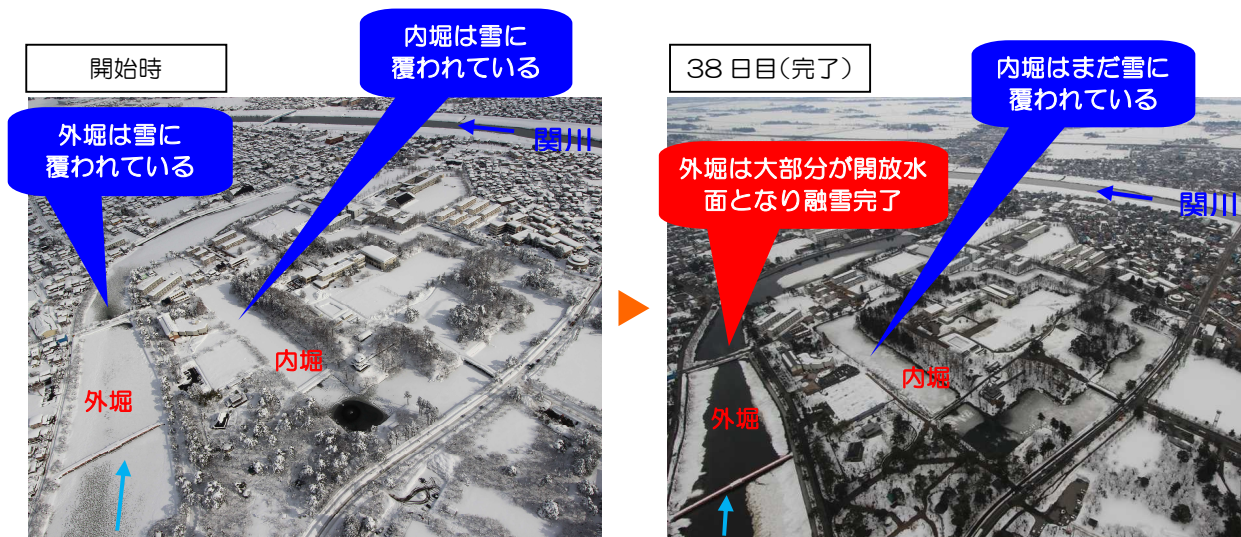 開始時
内堀は雪に
覆われている
外堀は雪に
覆われている
関川
内堀
外堀
38日目(完了)
内堀はまだ雪に
覆われている
外堀は大部分が開放水
面となり融雪完了
関川
内堀
外堀